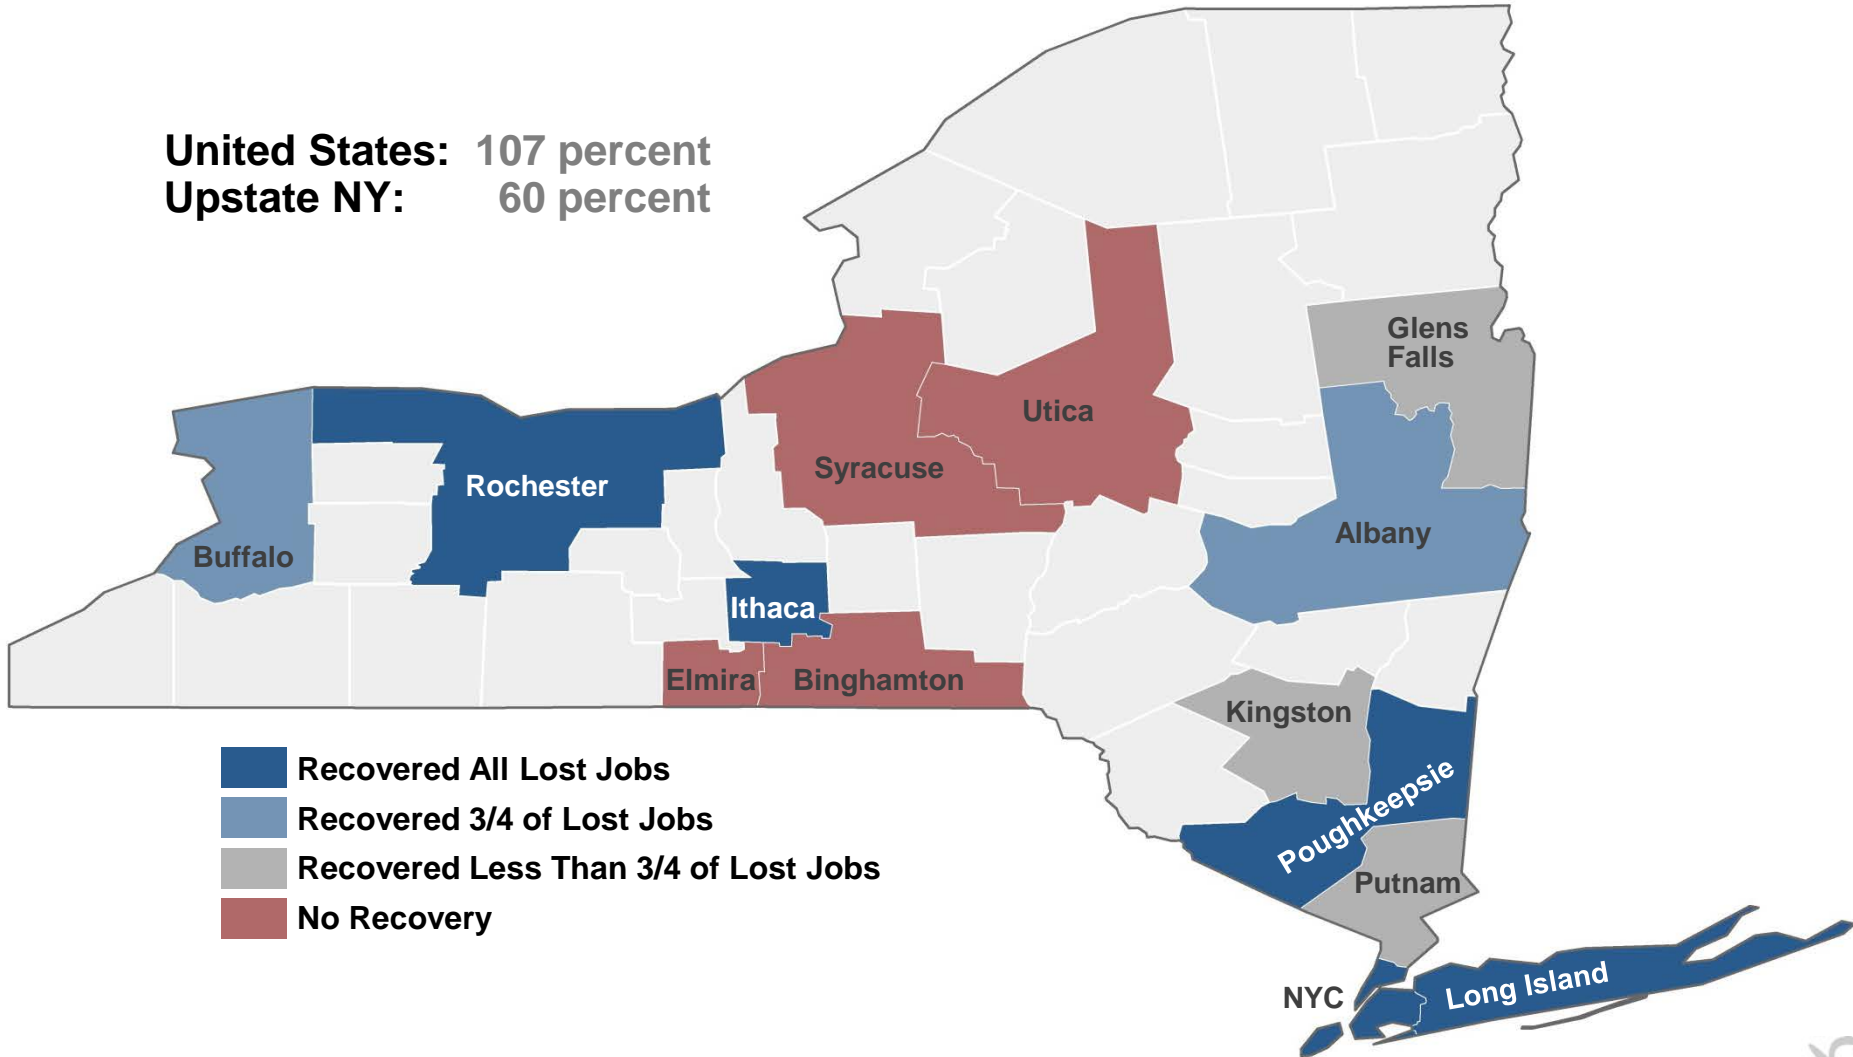 United States: 107 percent
Upstate NY: 60 percent
Glens
Falls
Utica
Syracuse
Rochester
Albany
Buffalo
Ithaca
Elmira
Binghamton
Kingston
Poughkeepsie
Putnam
NYC
Long Island
Recovered All Lost Jobs
Recovered 3/4 of Lost Jobs
Recovered Less Than 3/4 of Lost Jobs
No Recovery